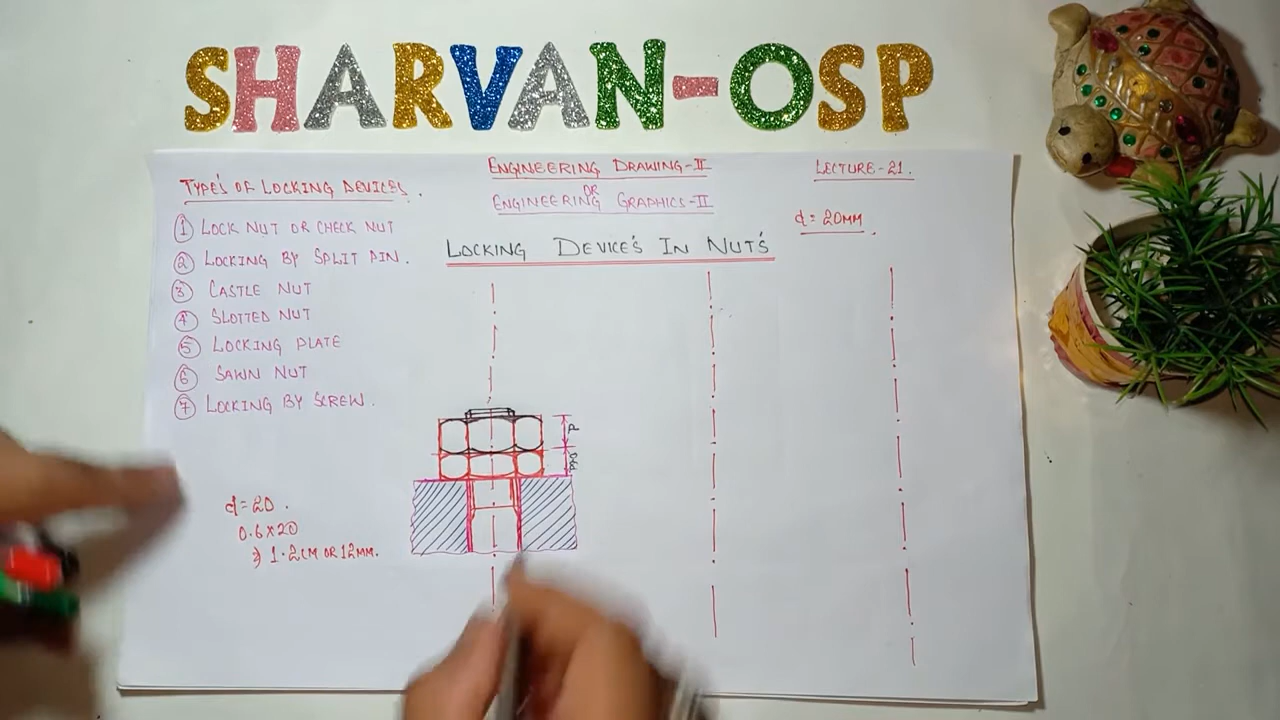 SHARVAN-OSP
ENGINEERING DRAWING-II
OR
ENGINEERING GRAPHICS-II
LECTURE-21.
TYPE'S OF LOCKING DEVICES.
① LOCK NUT OR CHECK NUT
② LOCKING BY SPLIT PIN.
③ CASTLE NUT
④ SLOTTED NUT
⑤ LOCKING PLATE
⑥ SAWN NUT
⑦ LOCKING BY SCREW.
d = 20MM.
LOCKING DEVICE'S IN NUT'S
d
d = 20.
0.6×20
⇒ 1.2CM OR 12MM.